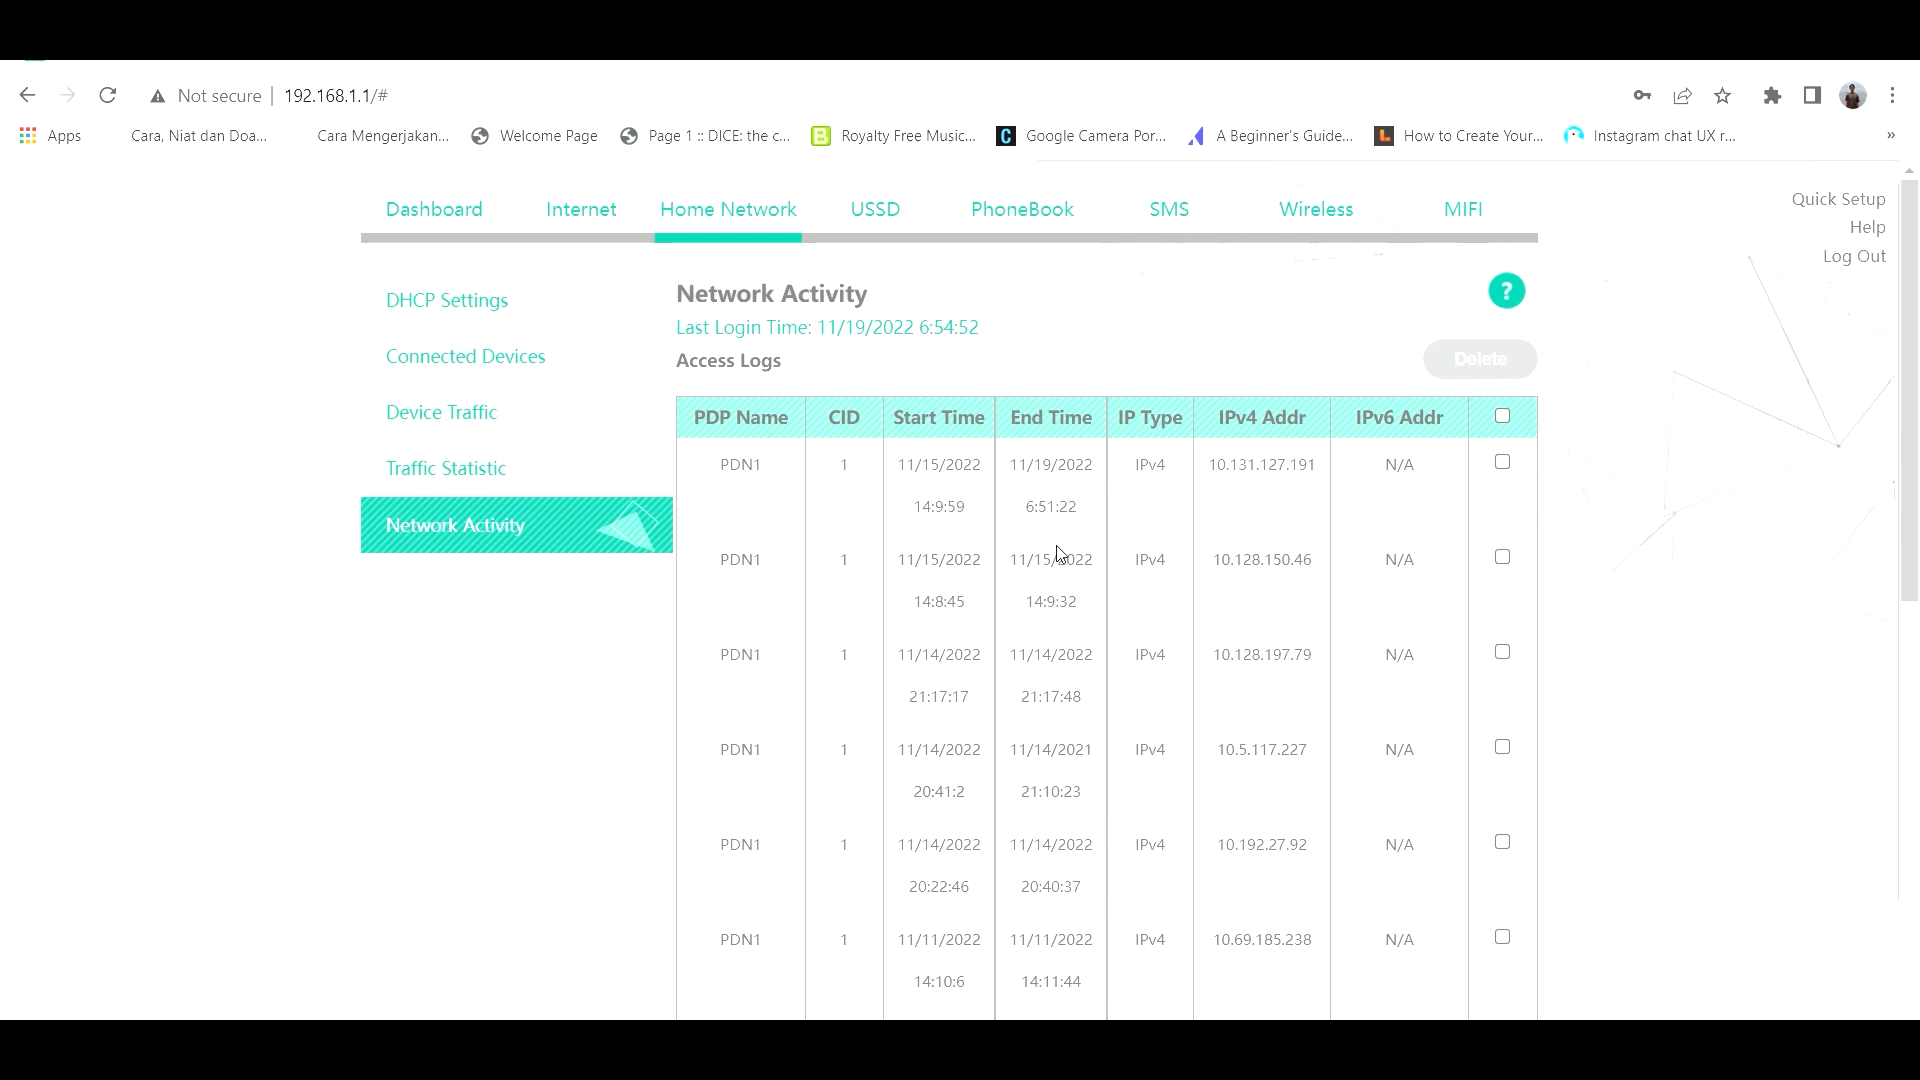 Not secure | 192.168.1.1/#
Apps Cara, Niat dan Doa... Cara Mengerjakan... Welcome Page Page 1 :: DICE: the c... Royalty Free Music... Google Camera Por... A Beginner's Guide... How to Create Your... Instagram chat UX r... »
Dashboard Internet Home Network USSD PhoneBook SMS Wireless MIFI
Quick Setup
Help
Log Out
DHCP Settings
Connected Devices
Device Traffic
Traffic Statistic
Network Activity
Network Activity
?
Last Login Time: 11/19/2022 6:54:52
Access Logs
Delete
PDP Name CID Start Time End Time IP Type IPv4 Addr IPv6 Addr
PDN1 1 11/15/2022 11/19/2022 IPv4 10.131.127.191 N/A
14:9:59 6:51:22
PDN1 1 11/15/2022 11/15/2022 IPv4 10.128.150.46 N/A
14:8:45 14:9:32
PDN1 1 11/14/2022 11/14/2022 IPv4 10.128.197.79 N/A
21:17:17 21:17:48
PDN1 1 11/14/2022 11/14/2021 IPv4 10.5.117.227 N/A
20:41:2 21:10:23
PDN1 1 11/14/2022 11/14/2022 IPv4 10.192.27.92 N/A
20:22:46 20:40:37
PDN1 1 11/11/2022 11/11/2022 IPv4 10.69.185.238 N/A
14:10:6 14:11:44